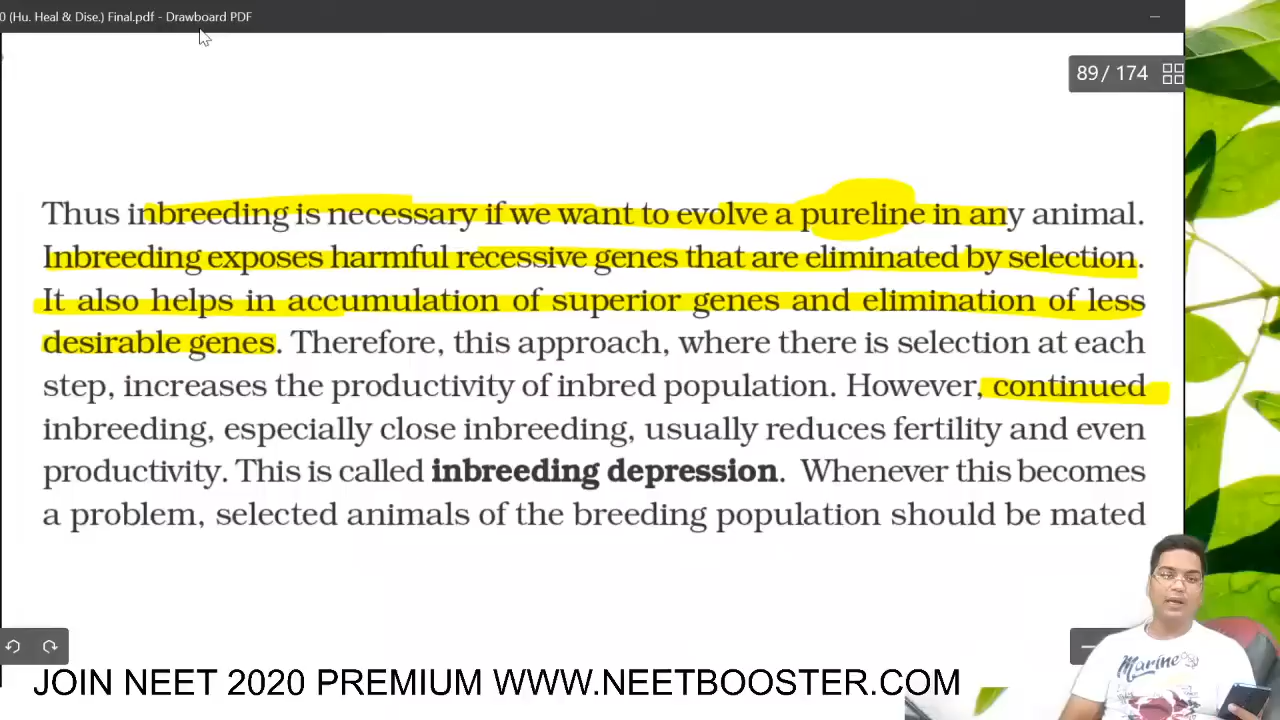 0 (Hu. Heal & Dise.) Final.pdf - Drawboard PDF
89 / 174
Thus inbreeding is necessary if we want to evolve a pureline in any animal.
Inbreeding exposes harmful recessive genes that are eliminated by selection.
It also helps in accumulation of superior genes and elimination of less
desirable genes. Therefore, this approach, where there is selection at each
step, increases the productivity of inbred population. However, continued
inbreeding, especially close inbreeding, usually reduces fertility and even
productivity. This is called inbreeding depression. Whenever this becomes
a problem, selected animals of the breeding population should be mated
Marine
JOIN NEET 2020 PREMIUM WWW.NEETBOOSTER.COM